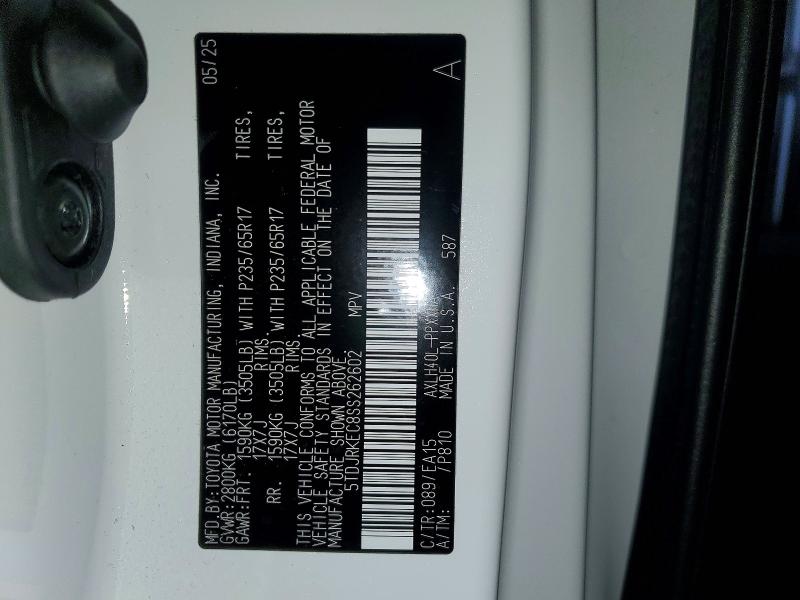 MFD.BY:TOYOTA MOTOR MANUFACTURING, INDIANA, INC. 05/25
GVWR:2800KG (6170LB)
GAWR:FRT. 1590KG (3505LB) WITH P235/65R17 TIRES,
17X7J RIMS
RR. 1590KG (3505LB) WITH P235/65R17 TIRES,
17X7J RIMS
THIS VEHICLE CONFORMS TO ALL APPLICABLE FEDERAL MOTOR
VEHICLE SAFETY STANDARDS IN EFFECT ON THE DATE OF
MANUFACTURE SHOWN ABOVE.
5TDJRKEC8SS262602 MPV
C/TR:089/EA15 A
A/TM: /P810 MADE IN U.S.A. 587